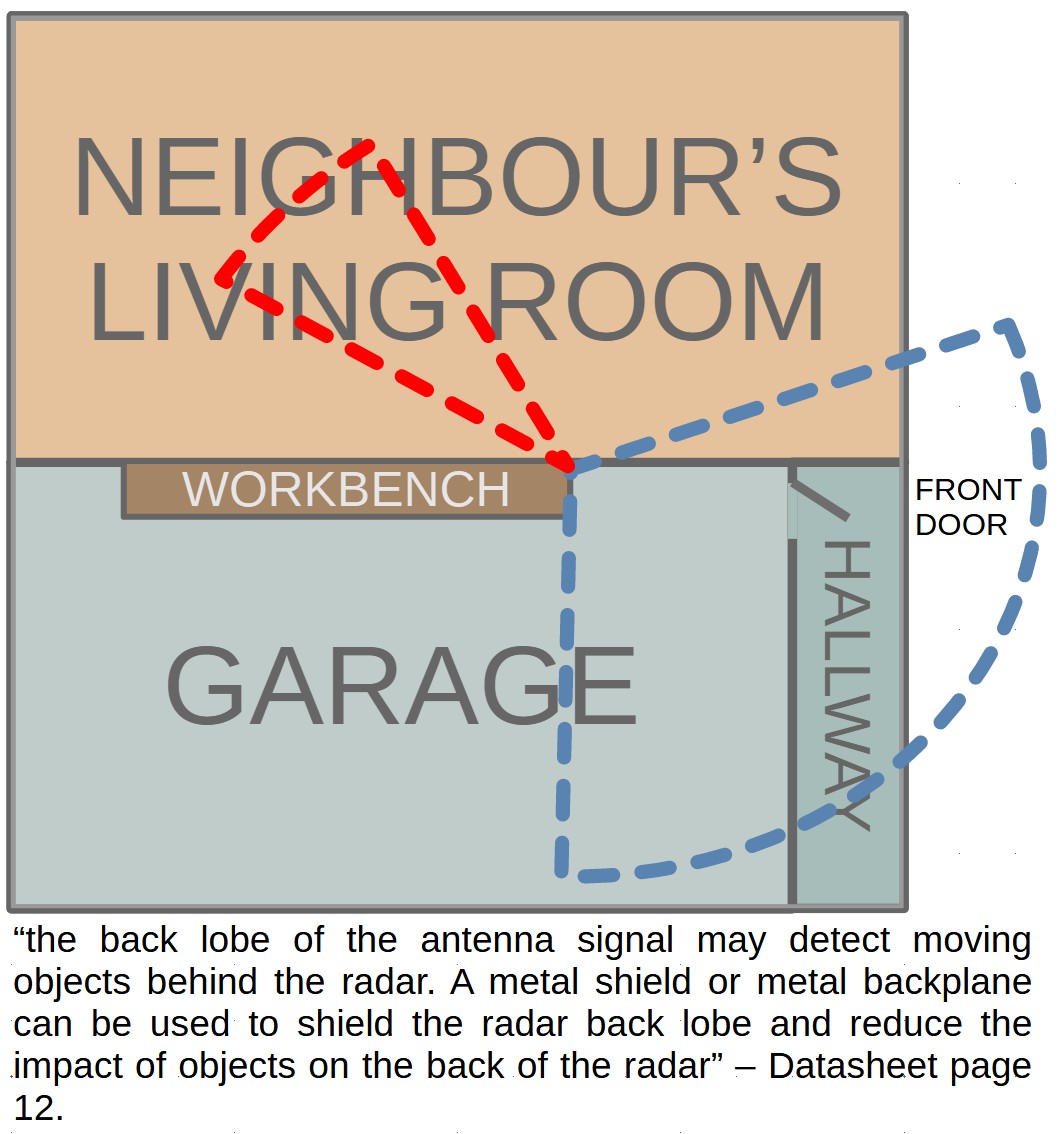 NEIGHBOUR’S
LIVING ROOM
WORKBENCH
FRONT
DOOR
HALLWAY
GARAGE
“the back lobe of the antenna signal may detect moving
objects behind the radar. A metal shield or metal backplane
can be used to shield the radar back lobe and reduce the
impact of objects on the back of the radar” – Datasheet page
12.